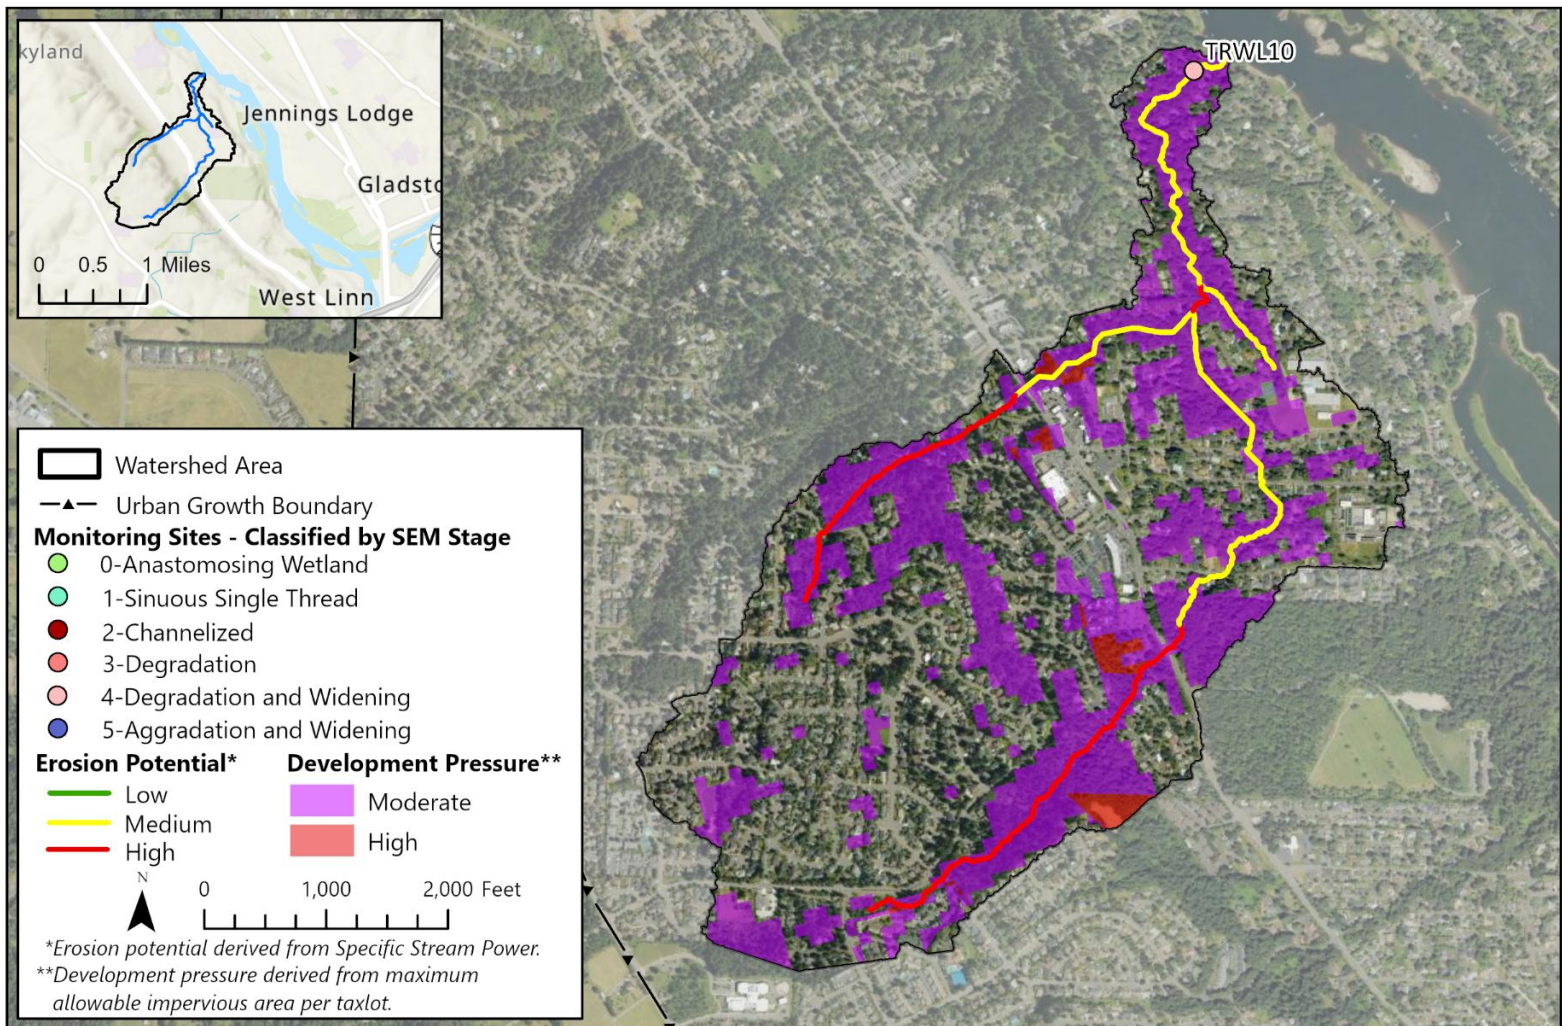 TRWL10
kyland
Jennings Lodge
Gladsto
0 0.5 1 Miles
West Linn
Watershed Area
Urban Growth Boundary
Monitoring Sites - Classified by SEM Stage
0-Anastomosing Wetland
1-Sinuous Single Thread
2-Channelized
3-Degradation
4-Degradation and Widening
5-Aggradation and Widening
Erosion Potential* Development Pressure**
Low
Medium
High
Moderate
High
N
0 1,000 2,000 Feet
*Erosion potential derived from Specific Stream Power.
**Development pressure derived from maximum
allowable impervious area per taxlot.